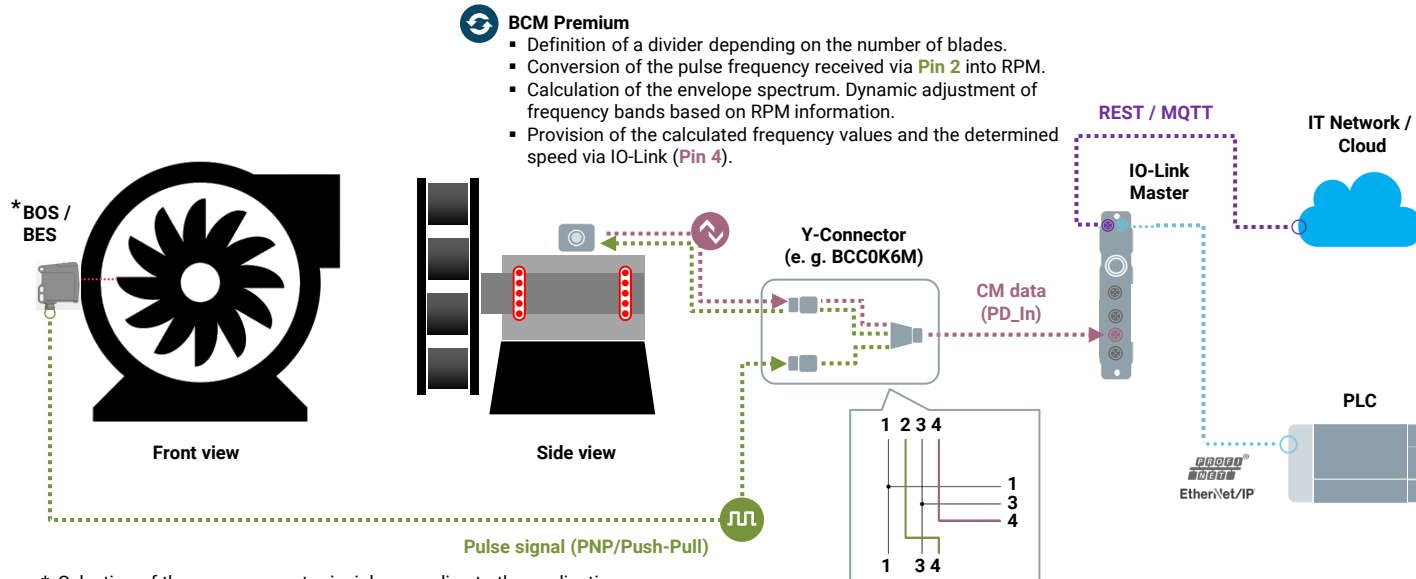 BCM Premium
▪ Definition of a divider depending on the number of blades.
▪ Conversion of the pulse frequency received via Pin 2 into RPM.
▪ Calculation of the envelope spectrum. Dynamic adjustment of
frequency bands based on RPM information.
▪ Provision of the calculated frequency values and the determined
speed via IO-Link (Pin 4).
REST / MQTT
IT Network /
Cloud
IO-Link
Master
*BOS /
BES
Y-Connector
(e. g. BCC0K6M)
CM data
(PD_In)
PLC
Front view
Side view
1 2 3 4
1
3
4
1 3 4
PROFI
NET
EtherNet/IP
Pulse signal (PNP/Push-Pull)